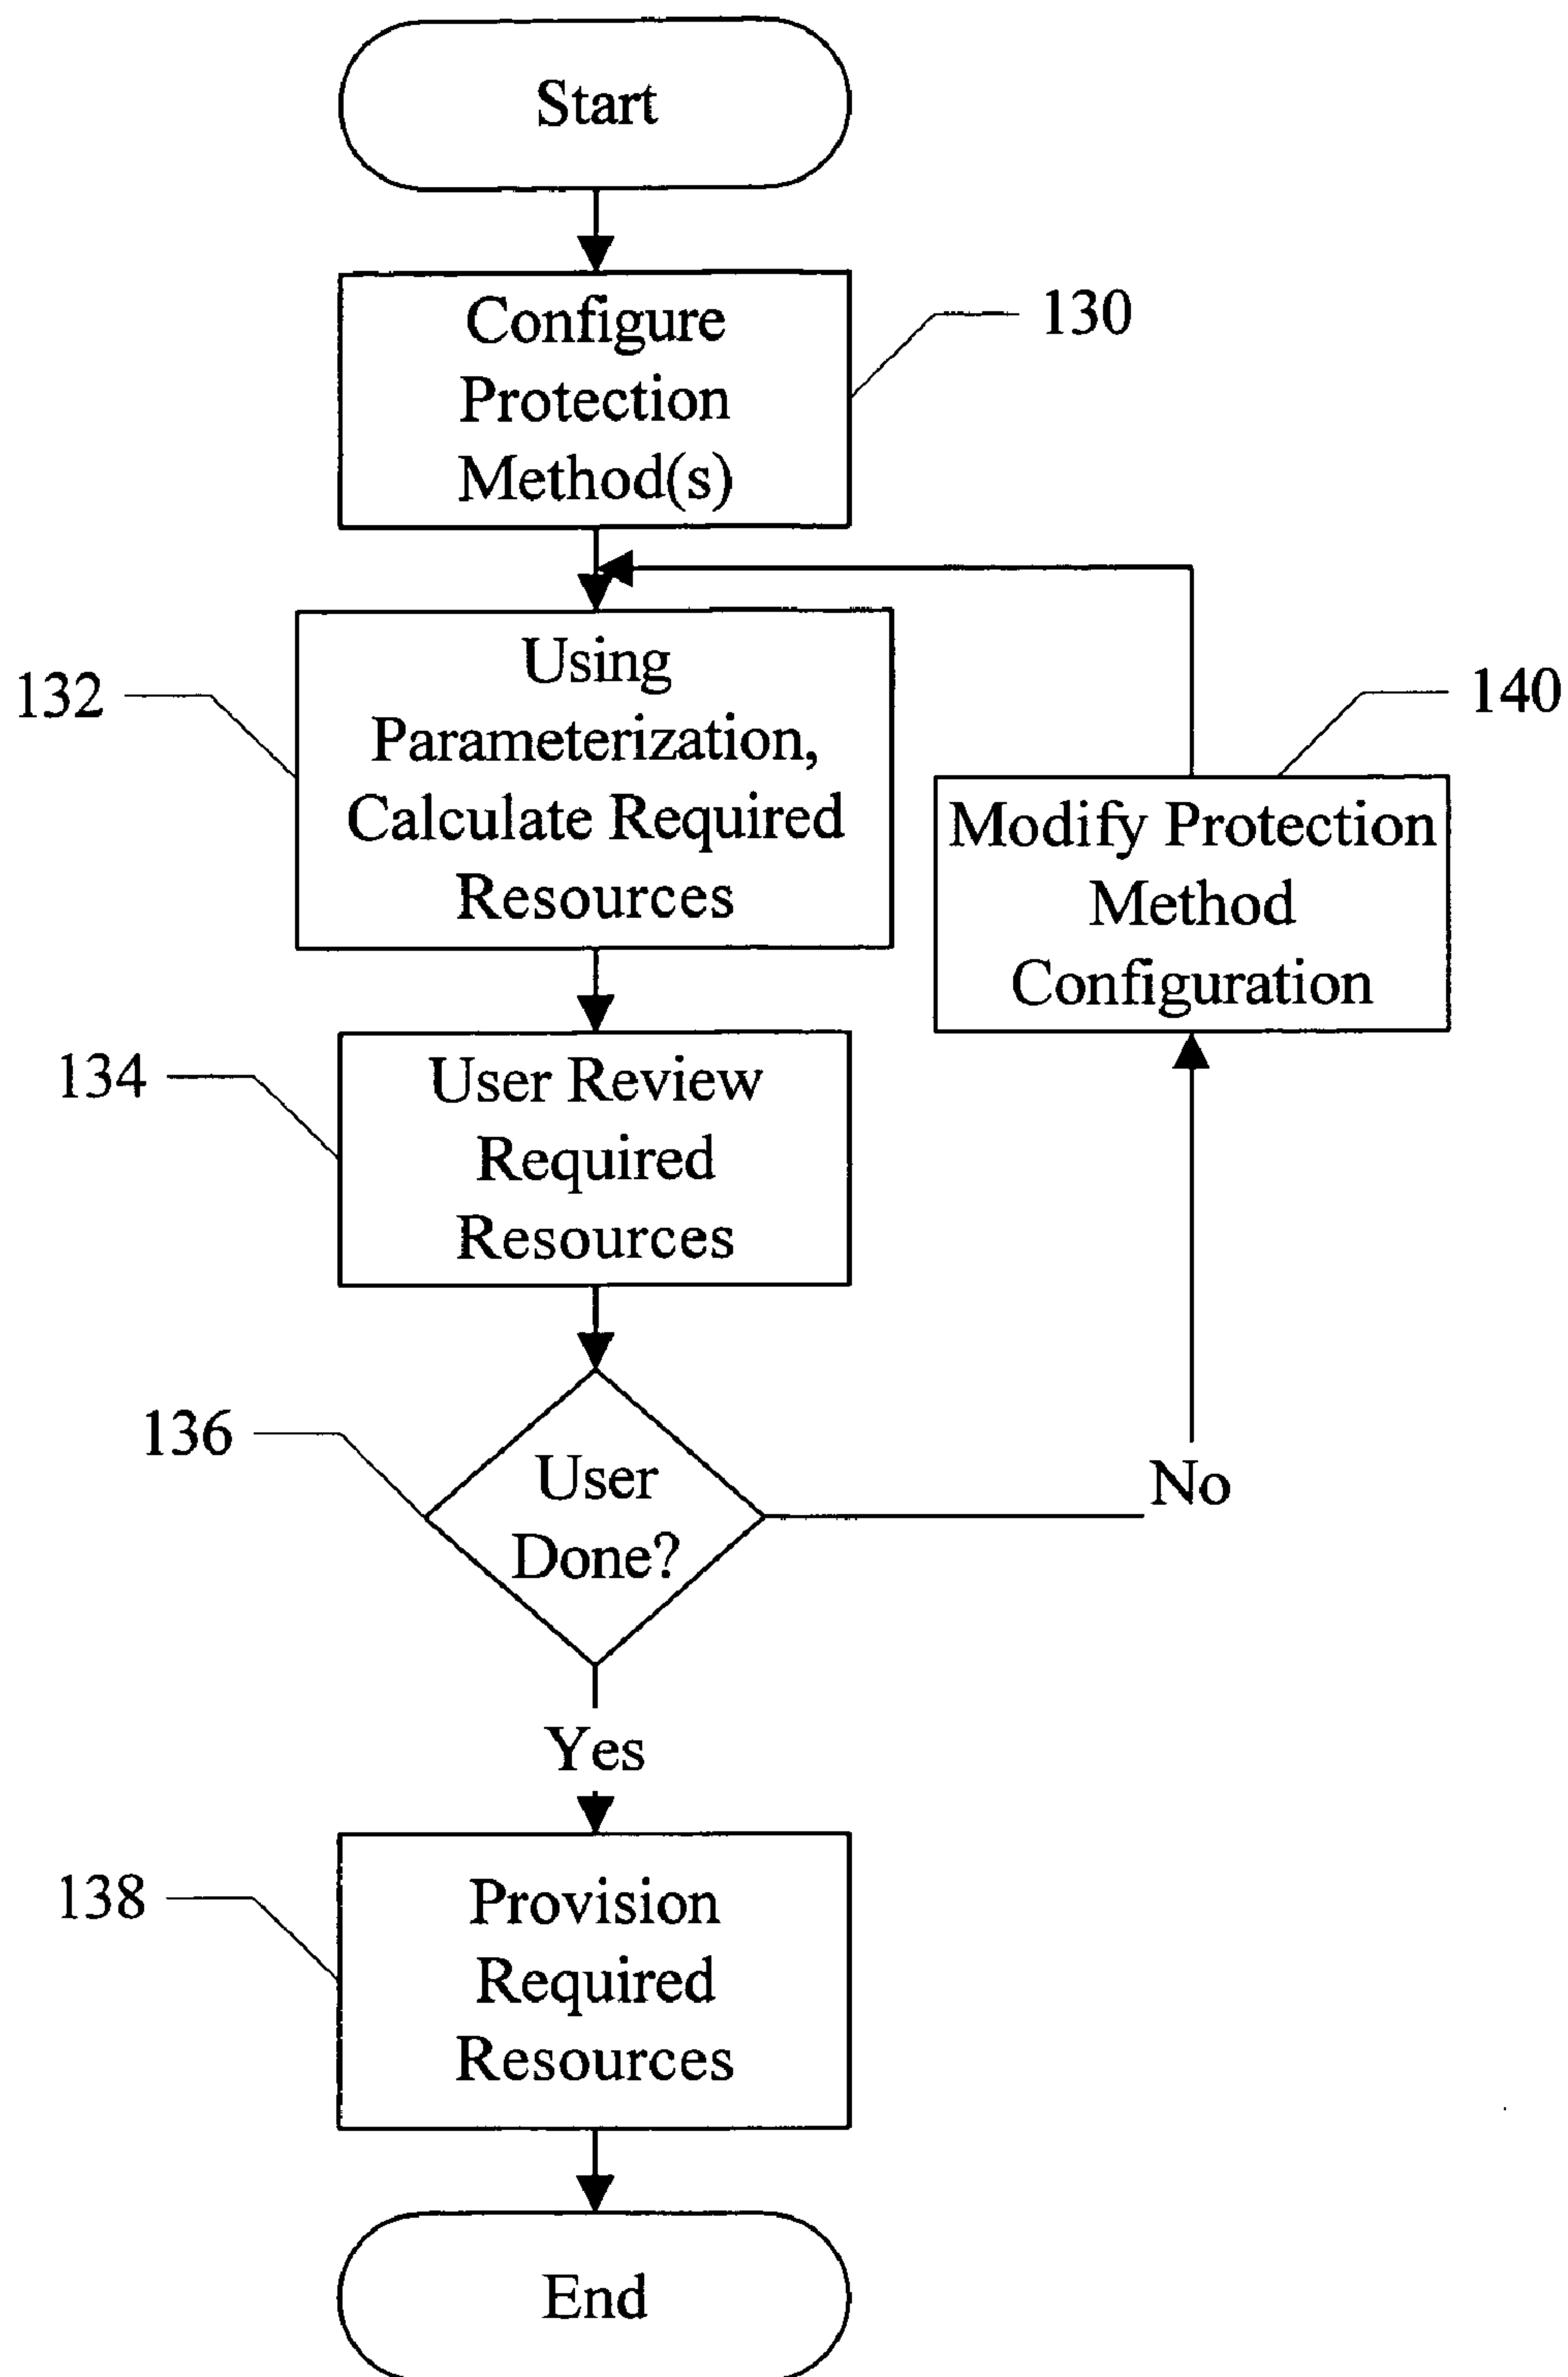 Start
Configure
Protection
Method(s)
130
Using
Parameterization,
Calculate Required
Resources
132
140
Modify Protection
Method
Configuration
134
User Review
Required
Resources
136
User
Done?
No
Yes
138
Provision
Required
Resources
End